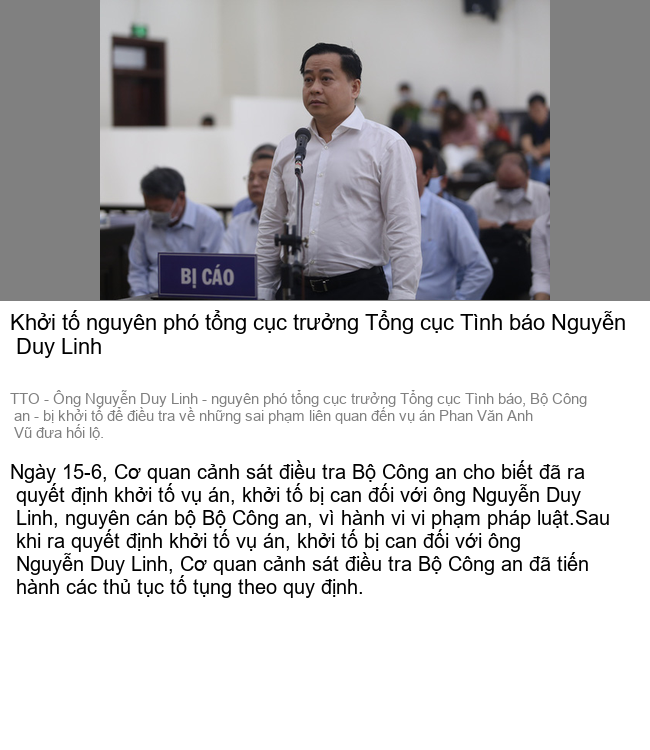 BỊ CÁO
Khởi tố nguyên phó tổng cục trưởng Tổng cục Tình báo Nguyễn
Duy Linh
TTO - Ông Nguyễn Duy Linh - nguyên phó tổng cục trưởng Tổng cục Tình báo, Bộ Công
an - bị khởi tố để điều tra về những sai phạm liên quan đến vụ án Phan Văn Anh
Vũ đưa hối lộ.
Ngày 15-6, Cơ quan cảnh sát điều tra Bộ Công an cho biết đã ra
quyết định khởi tố vụ án, khởi tố bị can đối với ông Nguyễn Duy
Linh, nguyên cán bộ Bộ Công an, vì hành vi vi phạm pháp luật.Sau
khi ra quyết định khởi tố vụ án, khởi tố bị can đối với ông
Nguyễn Duy Linh, Cơ quan cảnh sát điều tra Bộ Công an đã tiến
hành các thủ tục tố tụng theo quy định.